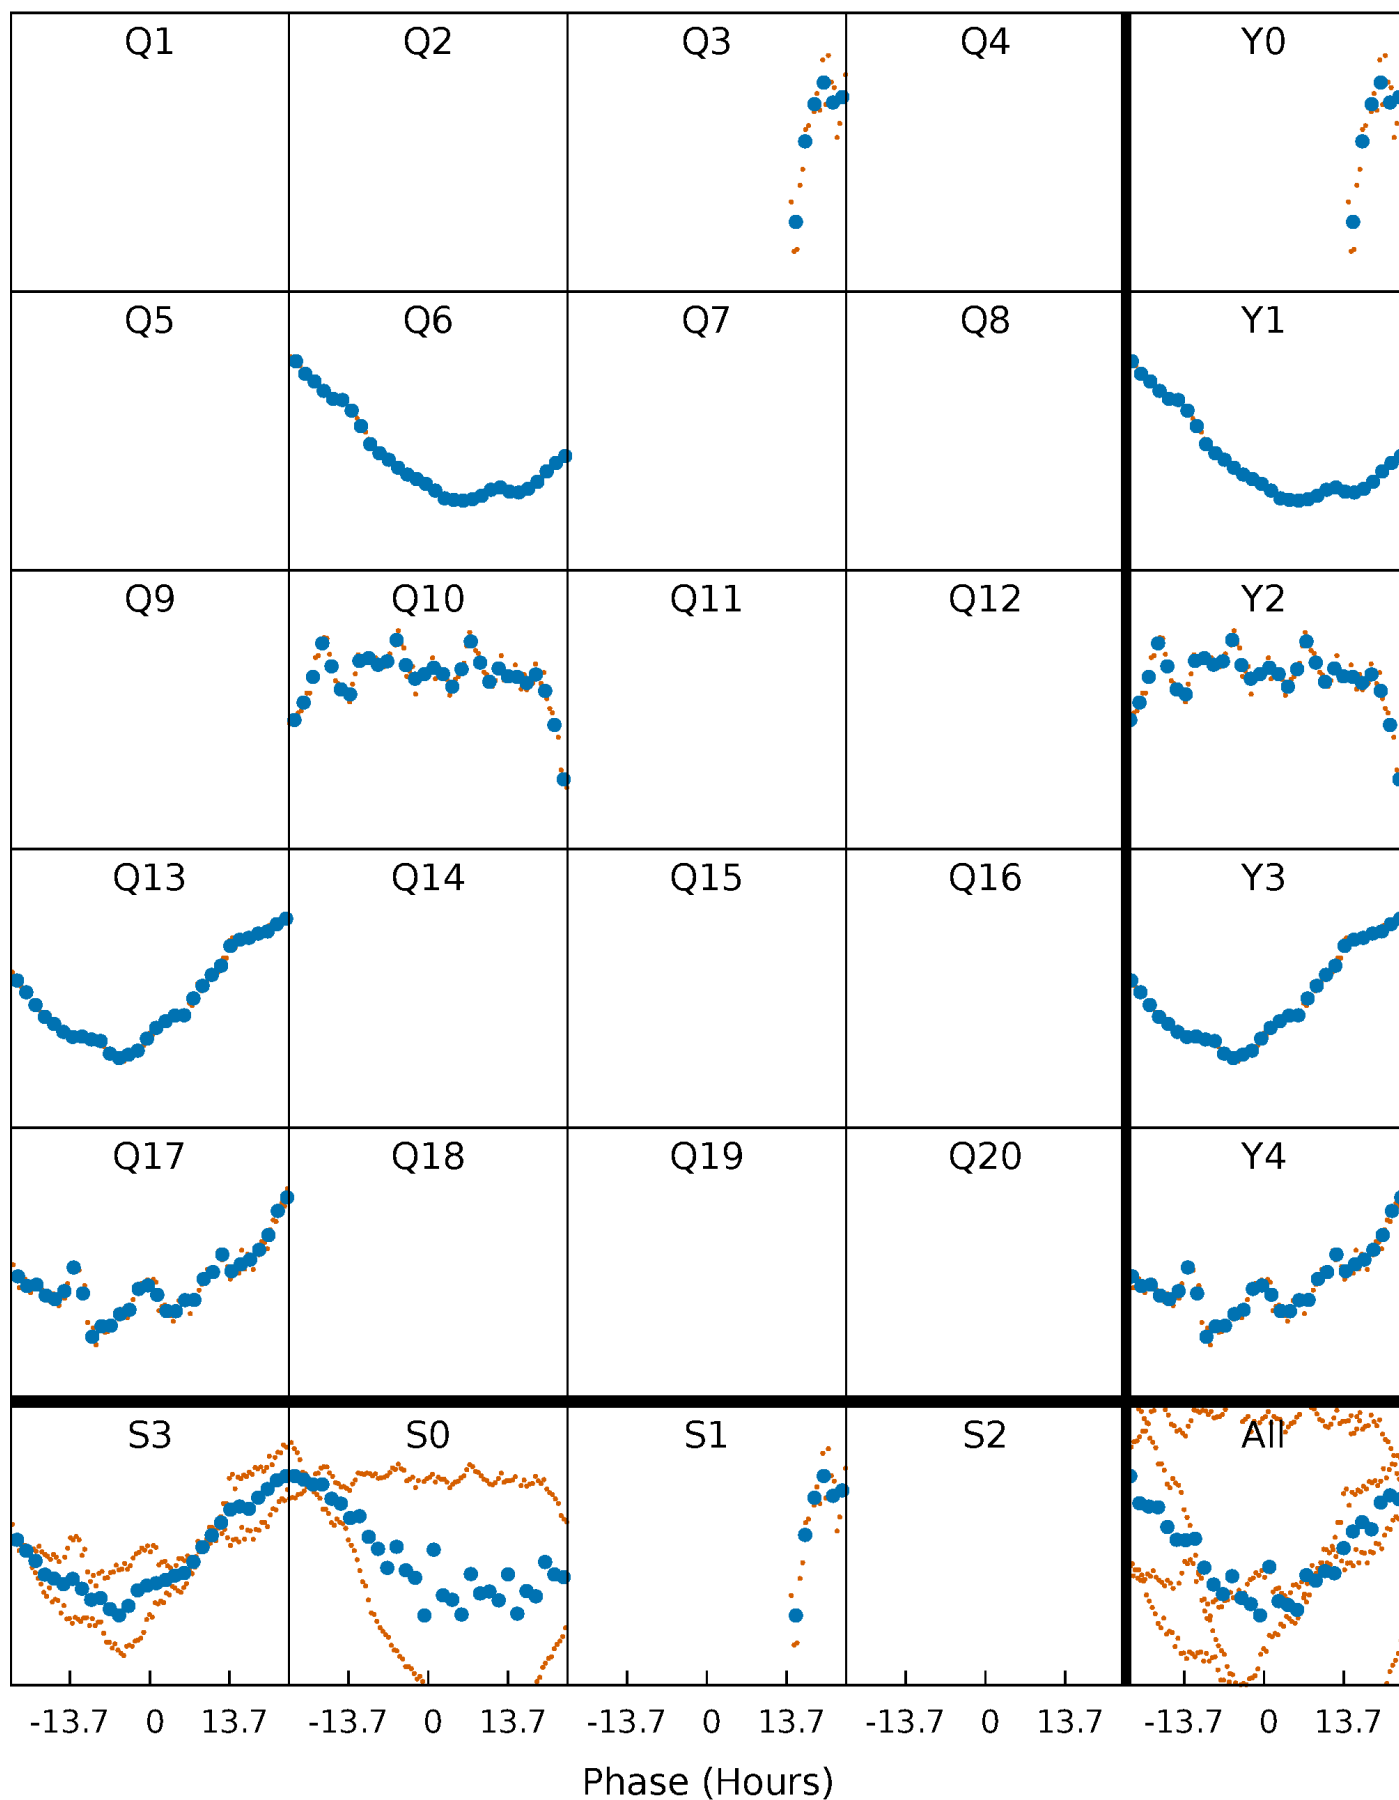 Q1 Q2 Q3 Q4 Y0
Q5 Q6 Q7 Q8 Y1
Q9 Q10 Q11 Q12 Y2
Q13 Q14 Q15 Q16 Y3
Q17 Q18 Q19 Q20 Y4
S3 S0 S1 S2 All
-13.7 0 13.7 -13.7 0 13.7 -13.7 0 13.7 -13.7 0 13.7 -13.7 0 13.7
Phase (Hours)